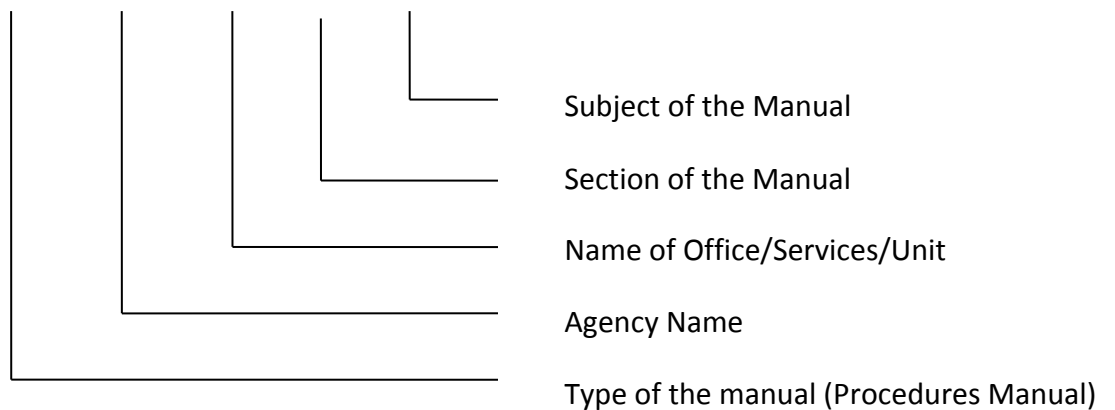 Subject of the Manual
Section of the Manual
Name of Office/Services/Unit
Agency Name
Type of the manual (Procedures Manual)